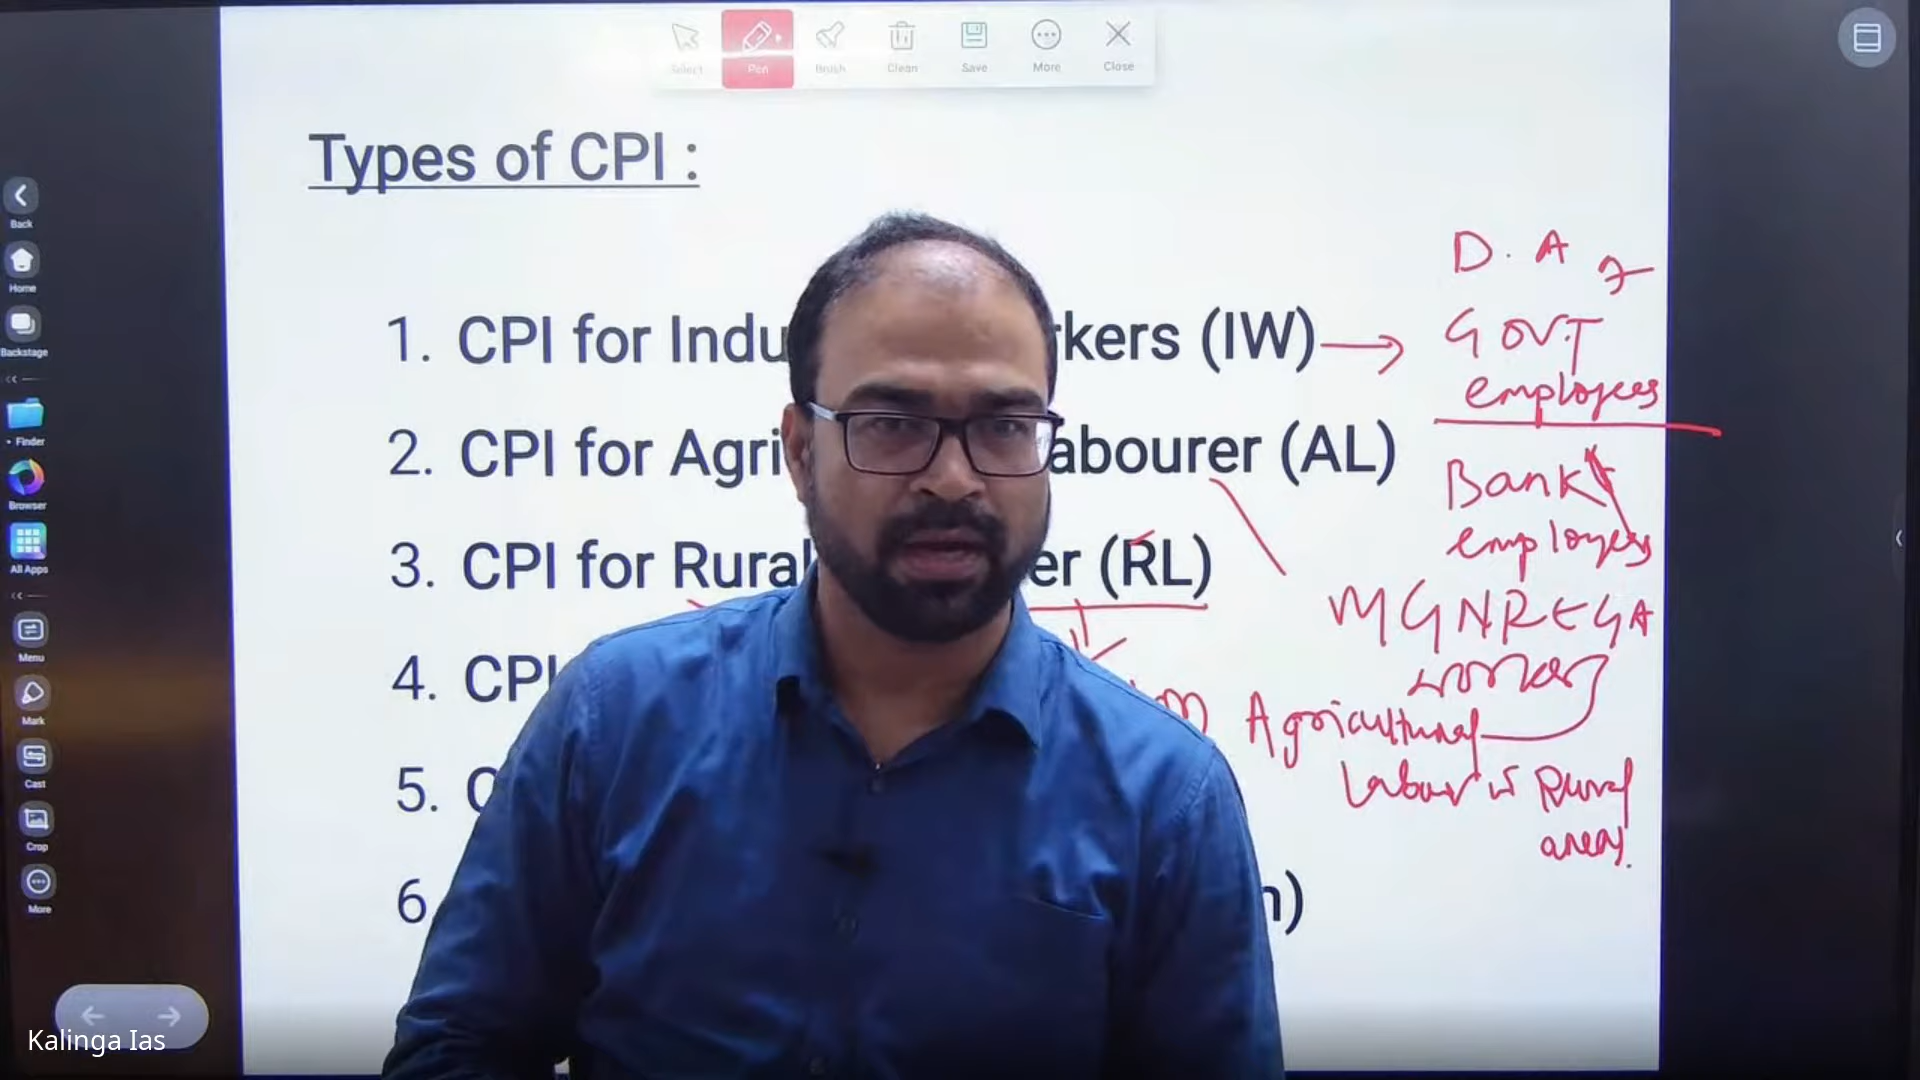 Select
Pen
Brush
Clean
Save
More
Close
Types of CPI :
1. CPI for Indu kers (IW)
2. CPI for Agri abourer (AL)
3. CPI for Rural er (RL)
4. CPI
5. C
6. n)
D.A
GOVT
employees
Bank
employees
MGNREGA
worker
Agricultural
labour in Rural
areas.
Back
Home
Backstage
Finder
Browser
All Apps
Menu
Mark
Cast
Crop
More
Kalinga Ias